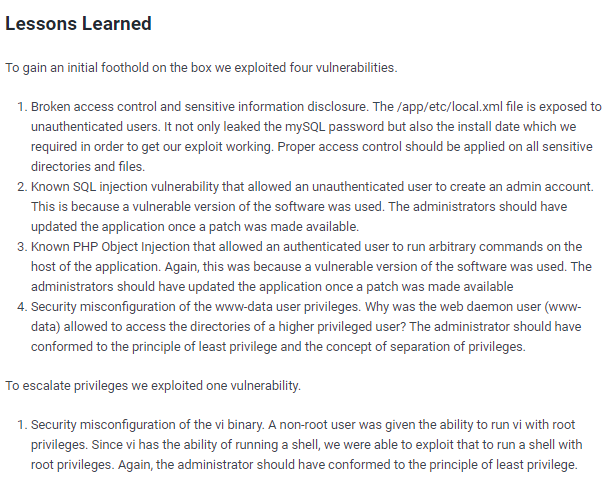 Lessons Learned
To gain an initial foothold on the box we exploited four vulnerabilities.
1. Broken access control and sensitive information disclosure. The /app/etc/local.xml file is exposed to
unauthenticated users. It not only leaked the mySQL password but also the install date which we
required in order to get our exploit working. Proper access control should be applied on all sensitive
directories and files.
2. Known SQL injection vulnerability that allowed an unauthenticated user to create an admin account.
This is because a vulnerable version of the software was used. The administrators should have
updated the application once a patch was made available.
3. Known PHP Object Injection that allowed an authenticated user to run arbitrary commands on the
host of the application. Again, this was because a vulnerable version of the software was used. The
administrators should have updated the application once a patch was made available
4. Security misconfiguration of the www-data user privileges. Why was the web daemon user (www-
data) allowed to access the directories of a higher privileged user? The administrator should have
conformed to the principle of least privilege and the concept of separation of privileges.
To escalate privileges we exploited one vulnerability.
1. Security misconfiguration of the vi binary. A non-root user was given the ability to run vi with root
privileges. Since vi has the ability of running a shell, we were able to exploit that to run a shell with
root privileges. Again, the administrator should have conformed to the principle of least privilege.